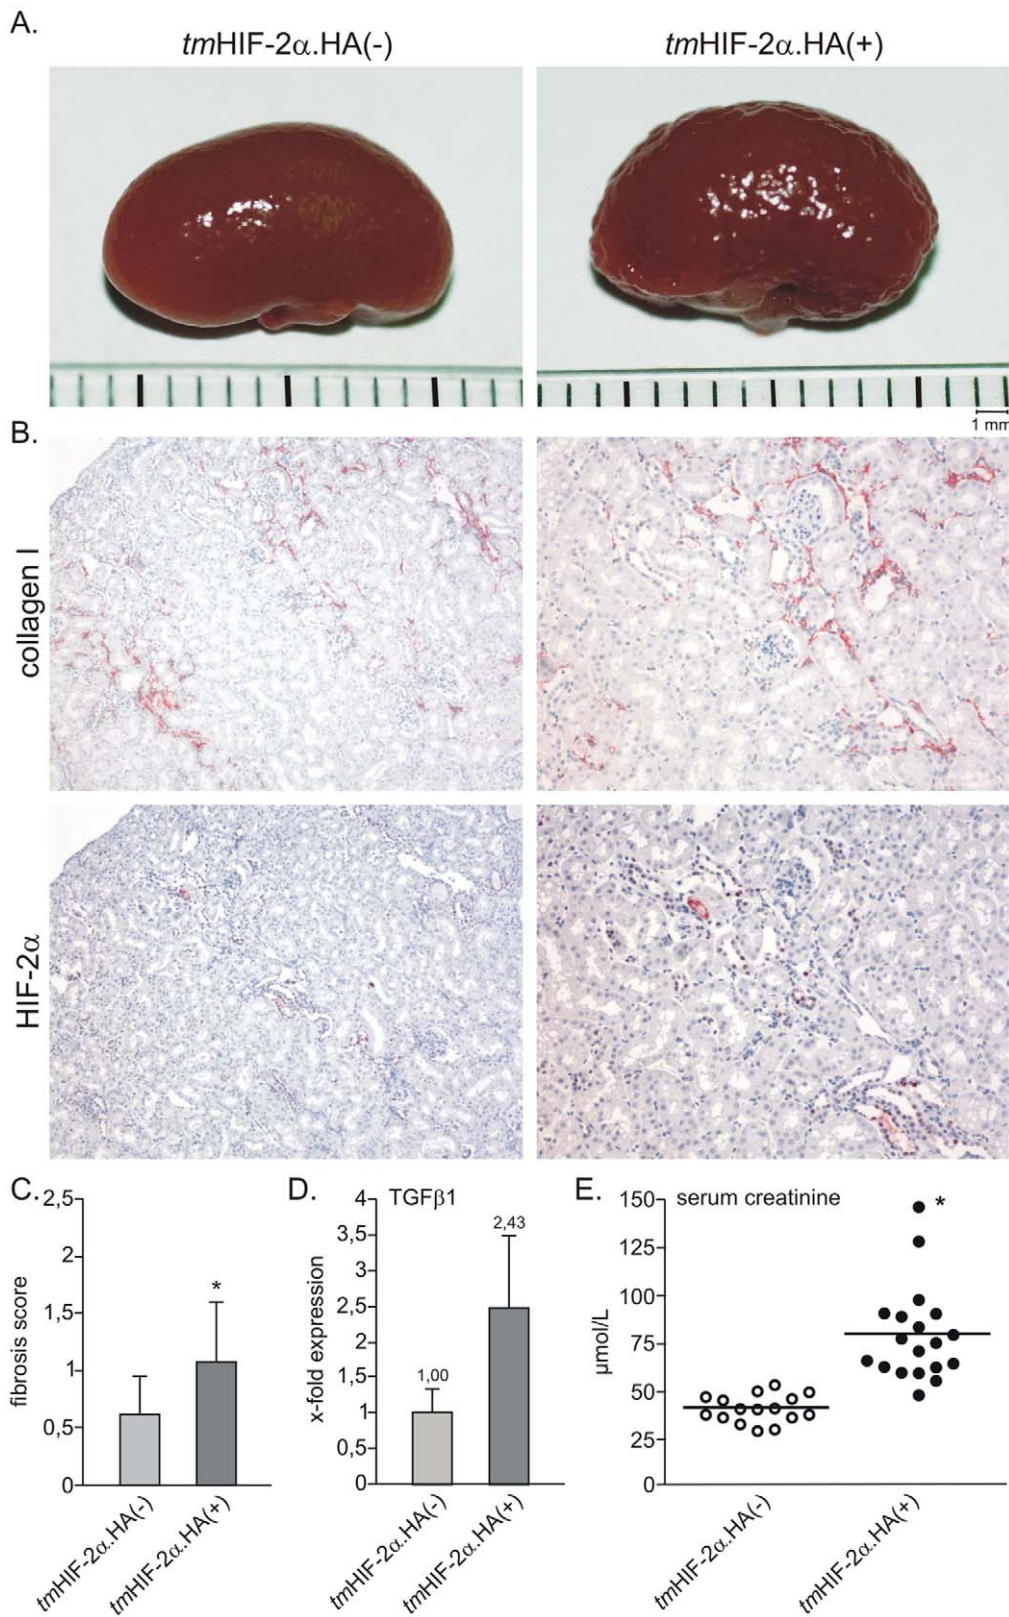 A.
tmHIF-2α.HA(-)
tmHIF-2α.HA(+)
1 mm
B.
collagen I
HIF-2α
C.
2,5
2
1,5
1
0,5
0
fibrosis score
*
tmHIF-2α.HA(-)
tmHIF-2α.HA(+)
D.
TGFβ1
4
3,5
3
2,5
2
1,5
1
0,5
0
x-fold expression
1,00
2,43
tmHIF-2α.HA(-)
tmHIF-2α.HA(+)
E.
serum creatinine
150
125
100
75
50
25
0
µmol/L
*
tmHIF-2α.HA(-)
tmHIF-2α.HA(+)